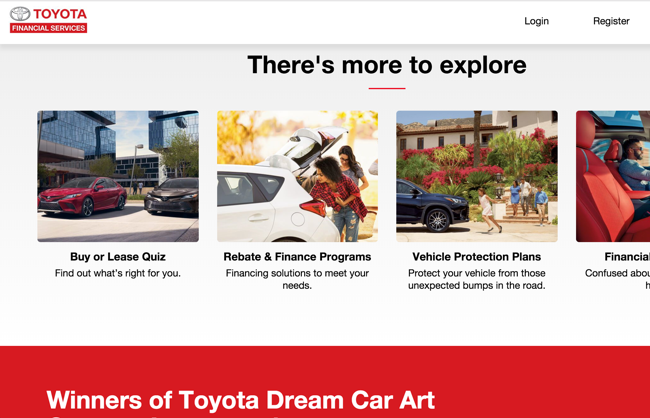 TOYOTA
FINANCIAL SERVICES
Login
Register
There's more to explore
Buy or Lease Quiz
Find out what's right for you.
Rebate & Finance Programs
Financing solutions to meet your
needs.
Vehicle Protection Plans
Protect your vehicle from those
unexpected bumps in the road.
Financial
Confused abou
h
Winners of Toyota Dream Car Art